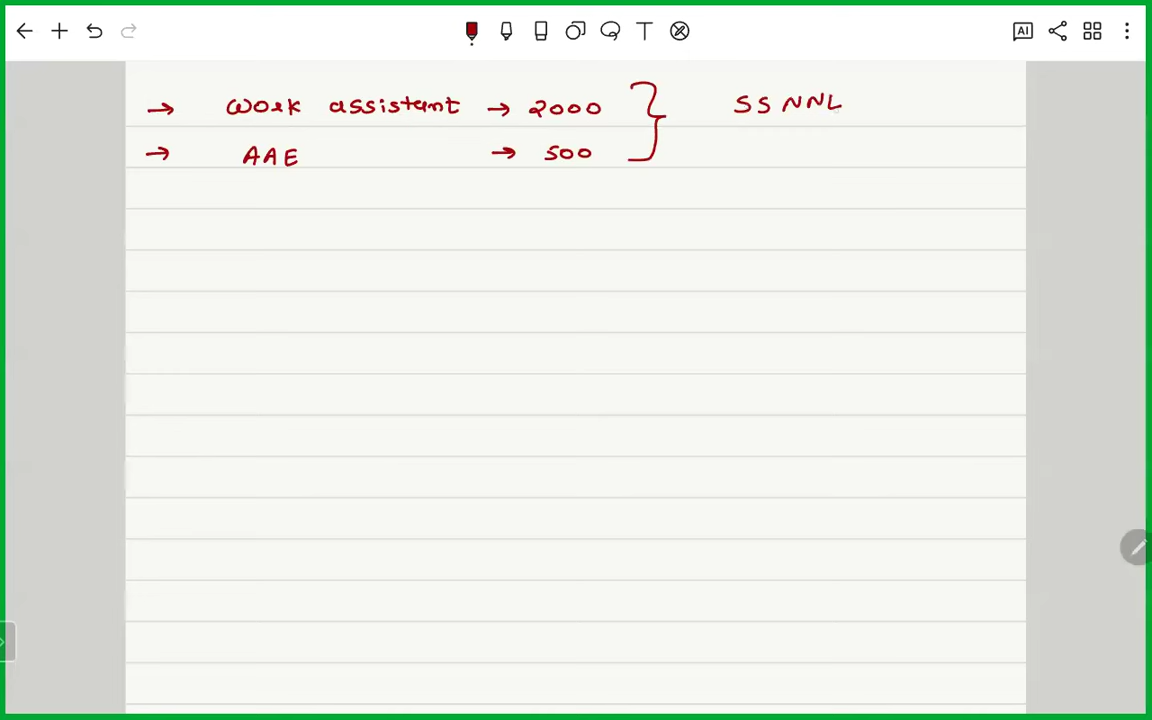 → Work assistant → 2000 } SSNNL
→ AAE → 500